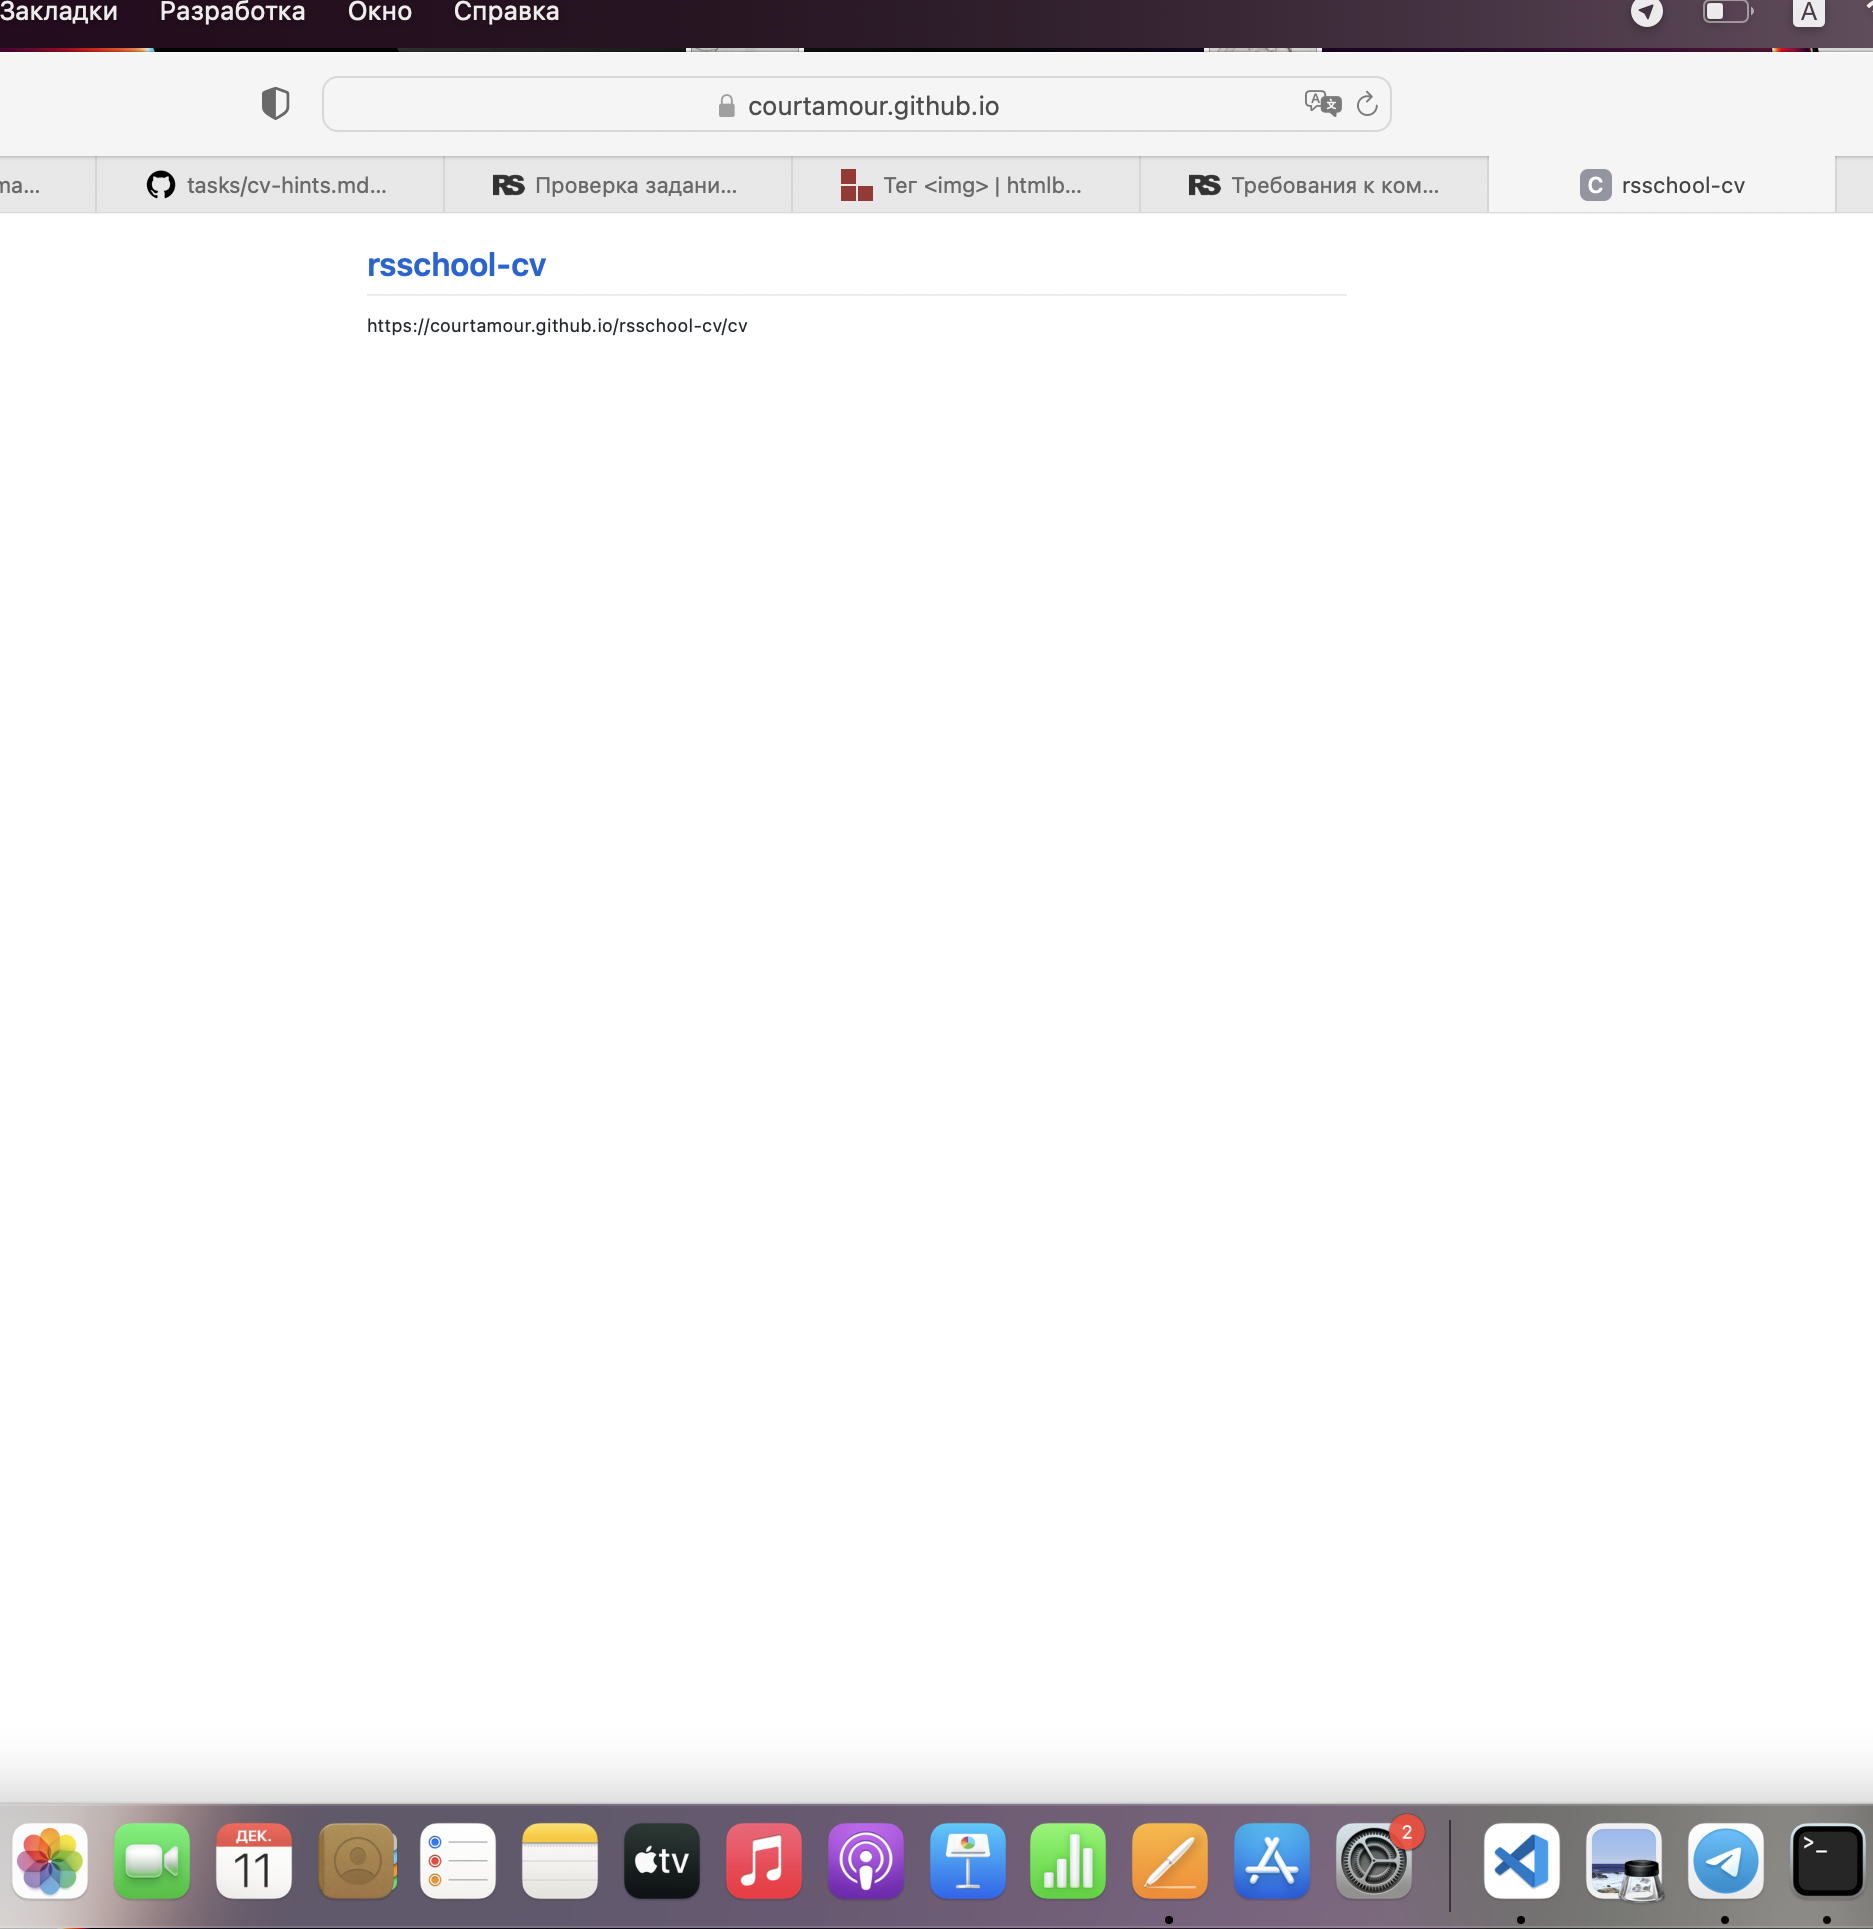 Закладки Разработка Окно Справка A
courtamour.github.io
ma... tasks/cv-hints.md... RS Проверка задани... Тег <img> | htmlb... RS Требования к ком... C rsschool-cv
rsschool-cv
https://courtamour.github.io/rsschool-cv/cv
ДЕК.
11
tv
2
>_